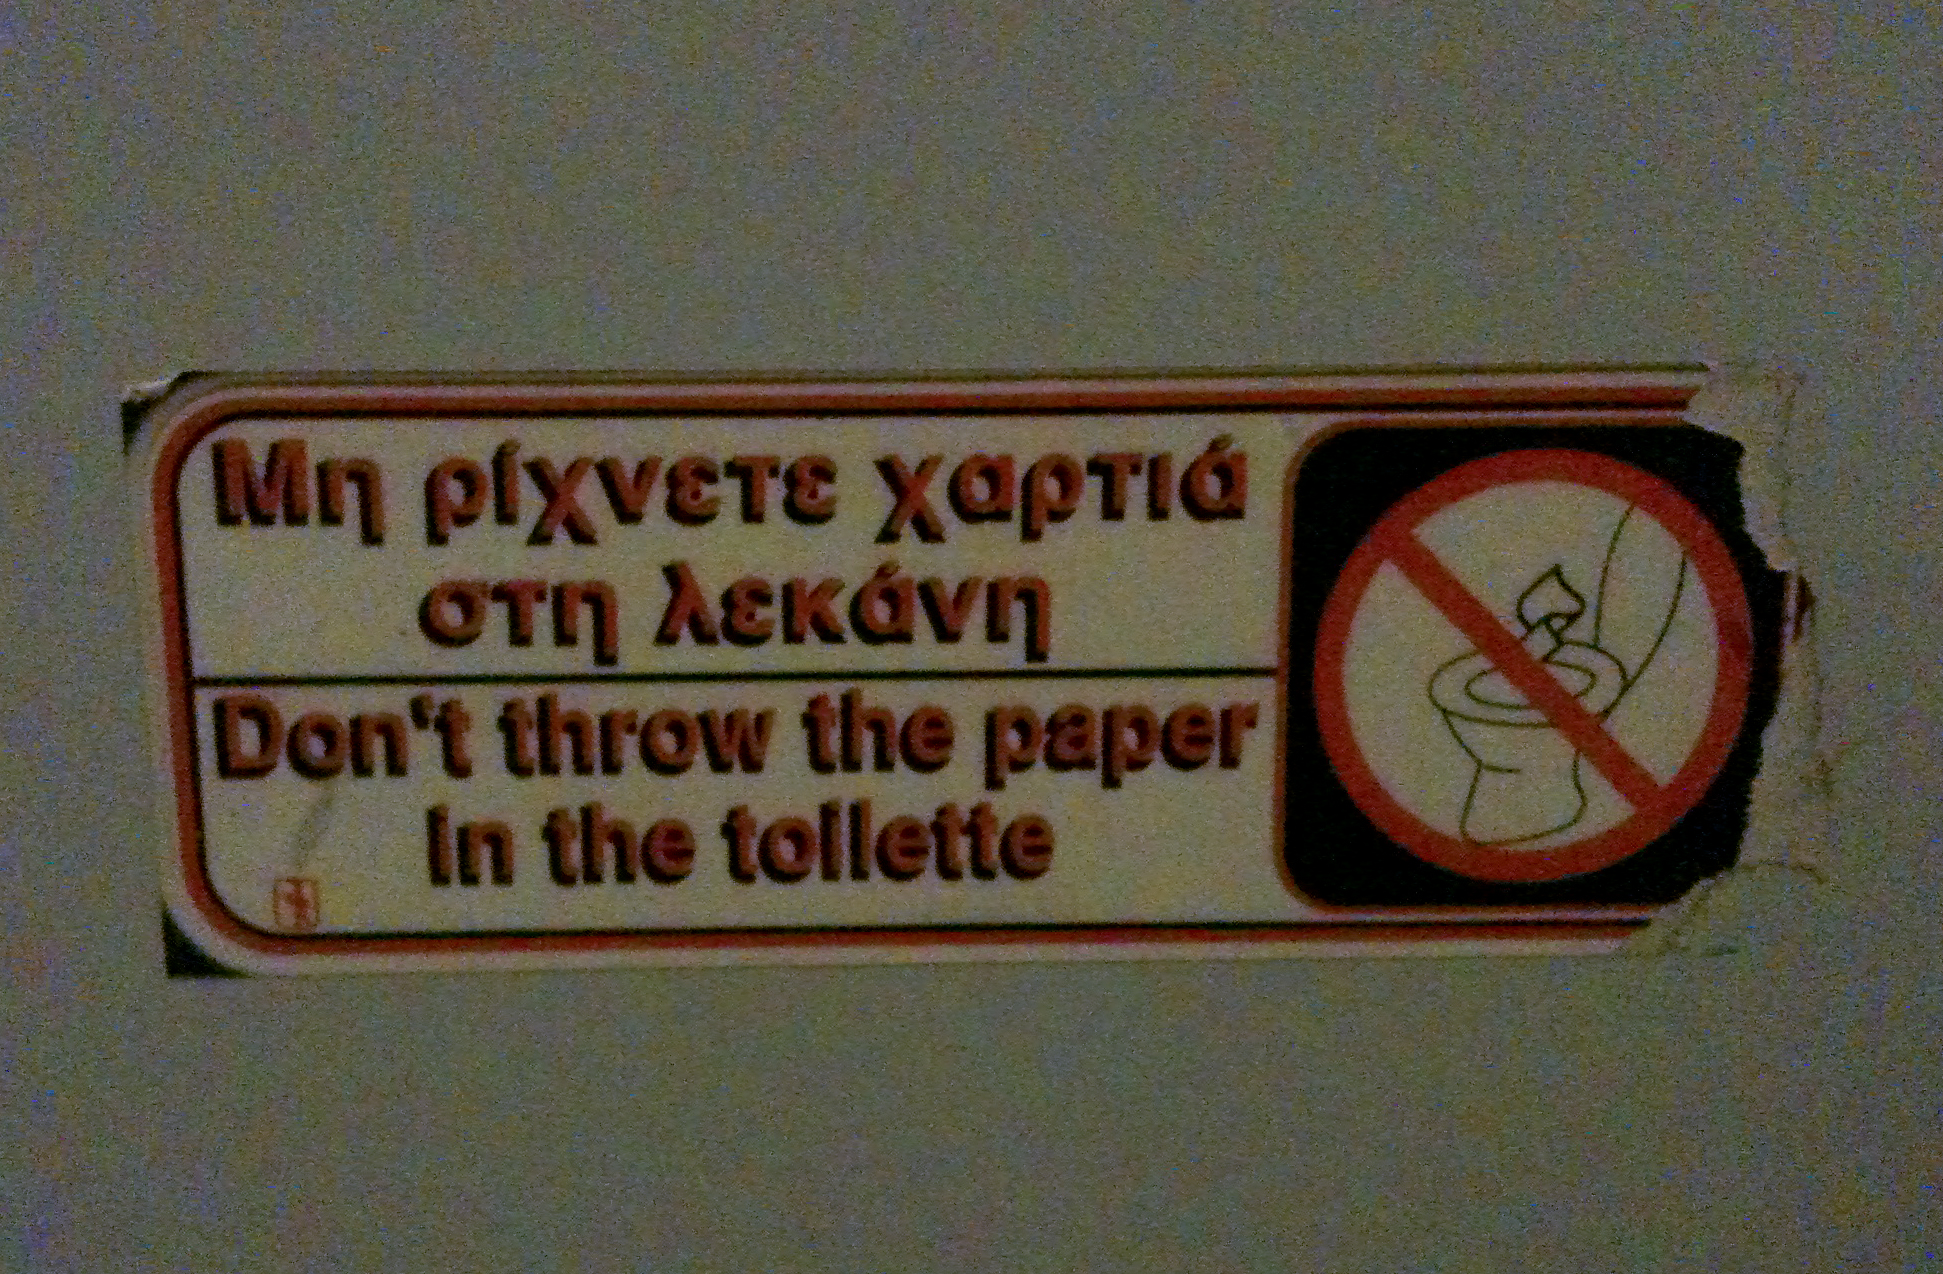 Μη ρίχνετε χαρτιά
στη λεκάνη
Don't throw the paper
in the toilette